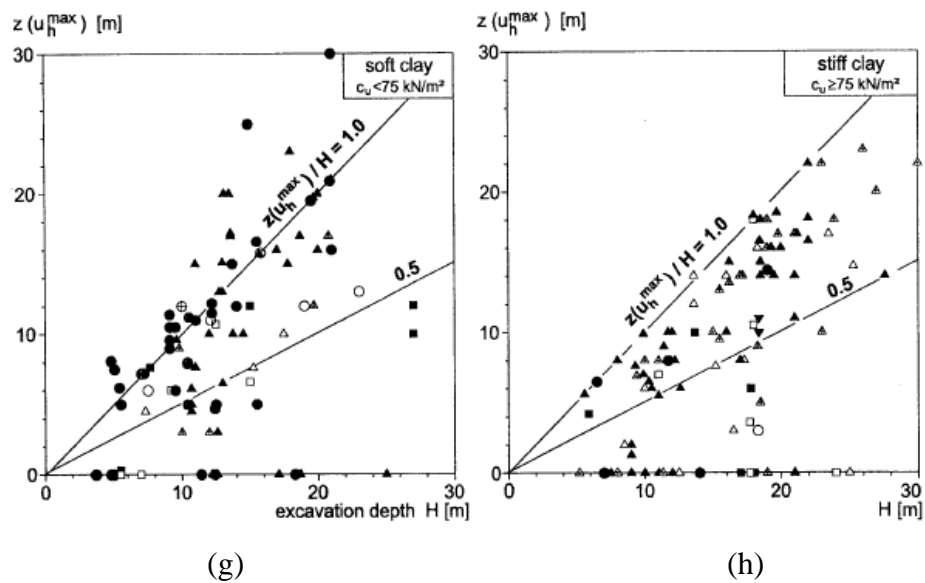 z (u_h^max) [m]
30
20
10
0
0
10
20
30
excavation depth H [m]
soft clay
c_u <75 kN/m²
z(u_h^max) / H = 1.0
0.5
(g)
z (u_h^max) [m]
30
20
10
0
0
10
20
30
H [m]
stiff clay
c_u ≥75 kN/m²
z(u_h^max) / H = 1.0
0.5
(h)